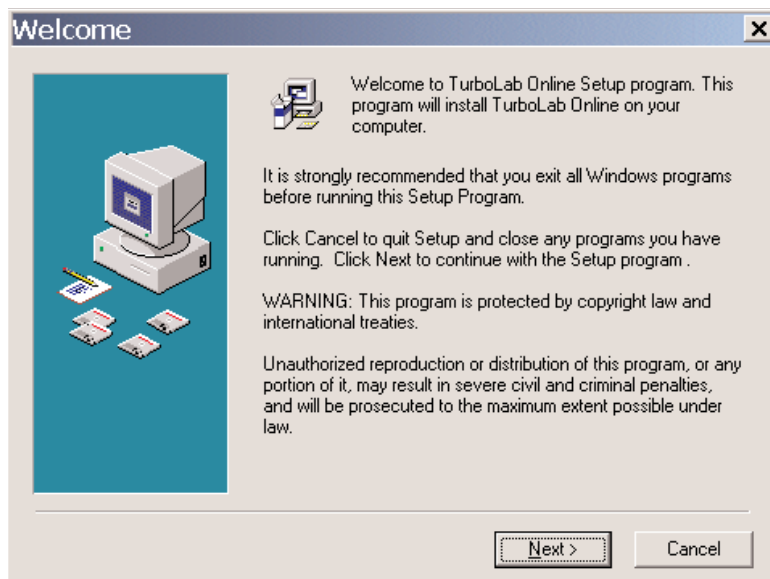 Welcome
Welcome to TurboLab Online Setup program. This
program will install TurboLab Online on your
computer.
It is strongly recommended that you exit all Windows programs
before running this Setup Program.
Click Cancel to quit Setup and close any programs you have
running. Click Next to continue with the Setup program .
WARNING: This program is protected by copyright law and
international treaties.
Unauthorized reproduction or distribution of this program, or any
portion of it, may result in severe civil and criminal penalties,
and will be prosecuted to the maximum extent possible under
law.
Next >
Cancel